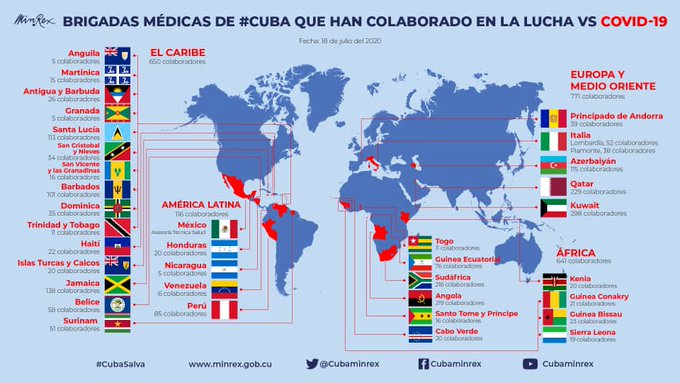 MinRex
BRIGADAS MÉDICAS DE #CUBA QUE HAN COLABORADO EN LA LUCHA VS COVID-19
Fecha: 18 de julio del 2020
EL CARIBE
650 colaboradores
Anguila
5 colaboradores
Martinica
15 colaboradores
Antigua y Barbuda
26 colaboradores
Granada
5 colaboradores
Santa Lucía
113 colaboradores
San Cristobal
y Nieves
34 colaboradores
San Vicente
y las Granadinas
16 colaboradores
Barbados
101 colaboradores
Dominica
35 colaboradores
Trinidad y Tobago
11 colaboradores
Haití
22 colaboradores
Islas Turcas y Caicos
20 colaboradores
Jamaica
138 colaboradores
Belice
58 colaboradores
Surinam
51 colaboradores
AMÉRICA LATINA
116 colaboradores
México
Asesoría Técnica Salud
Honduras
20 colaboradores
Nicaragua
5 colaboradores
Venezuela
6 colaboradores
Perú
85 colaboradores
EUROPA Y
MEDIO ORIENTE
771 colaboradores
Principado de Andorra
39 colaboradores
Italia
Lombardía, 52 colaboradores
Piamonte, 38 colaboradores
Azerbaiyán
115 colaboradores
Qatar
229 colaboradores
Kuwait
298 colaboradores
ÁFRICA
641 colaboradores
Togo
11 colaboradores
Guinea Ecuatorial
76 colaboradores
Sudáfrica
216 colaboradores
Angola
219 colaboradores
Santo Tome y Príncipe
16 colaboradores
Cabo Verde
20 colaboradores
Kenia
20 colaboradores
Guinea Conakry
21 colaboradores
Guinea Bissau
23 colaboradores
Sierra Leona
19 colaboradores
#CubaSalva
www.minrex.gob.cu
@Cubaminrex
Cubaminrex
Cubaminrex